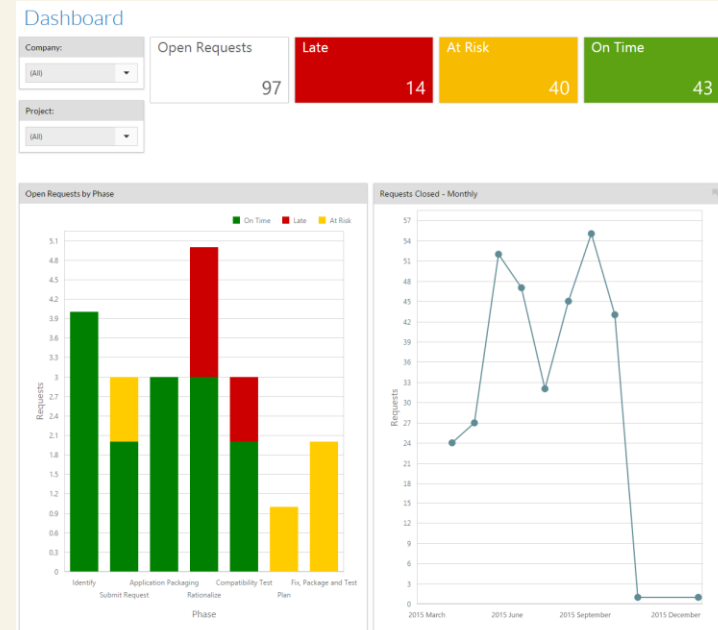 Dashboard
Company:
(All)
Project:
(All)
Open Requests
97
Late
14
At Risk
40
On Time
43
Open Requests by Phase
On Time Late At Risk
5.1
4.8
4.5
4.2
3.9
3.6
3.3
3
2.7
2.4
2.1
1.8
1.5
1.2
0.9
0.6
0.3
0
Requests
Identify Application Packaging Compatibility Test Fix, Package and Test
Submit Request Rationalize Plan
Phase
Requests Closed - Monthly
57
54
51
48
45
42
39
36
33
30
27
24
21
18
15
12
9
6
3
0
Requests
2015 March 2015 June 2015 September 2015 December